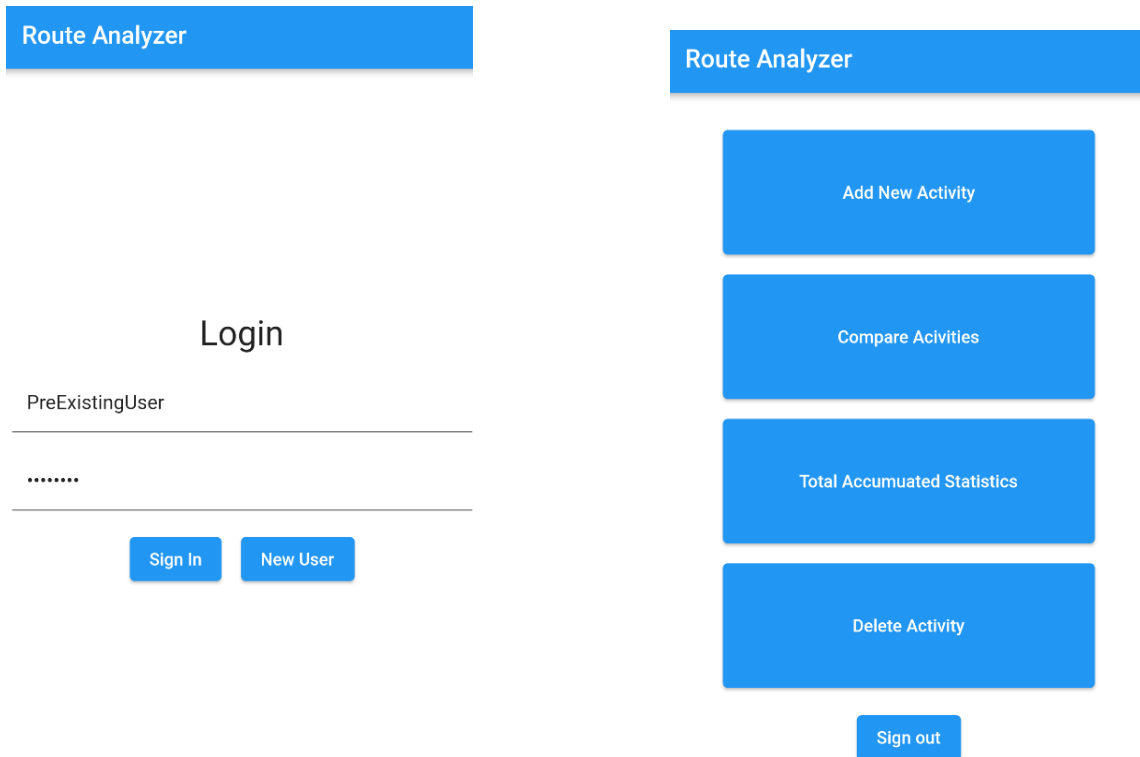 Route Analyzer
Login
PreExistingUser
••••••••
Sign In
New User
Route Analyzer
Add New Activity
Compare Acivities
Total Accumuated Statistics
Delete Activity
Sign out